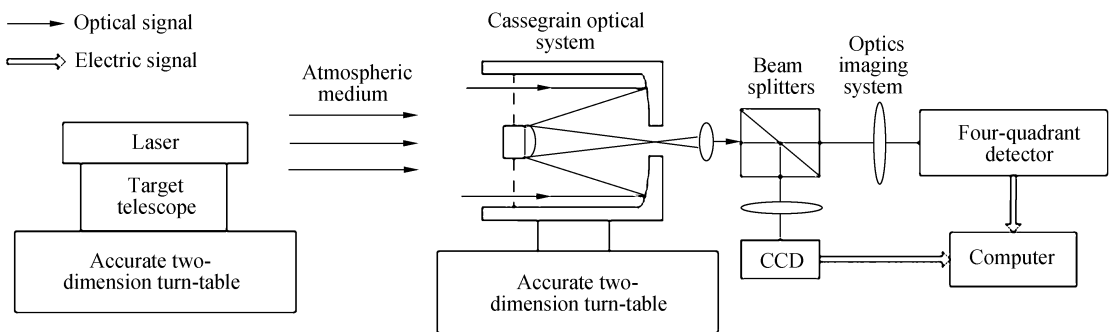 Optical signal
Electric signal
Atmospheric
medium
Cassegrain optical
system
Beam
splitters
Optics
imaging
system
Laser
Target
telescope
Accurate two-
dimension turn-table
Four-quadrant
detector
CCD
Computer
Accurate two-
dimension turn-table